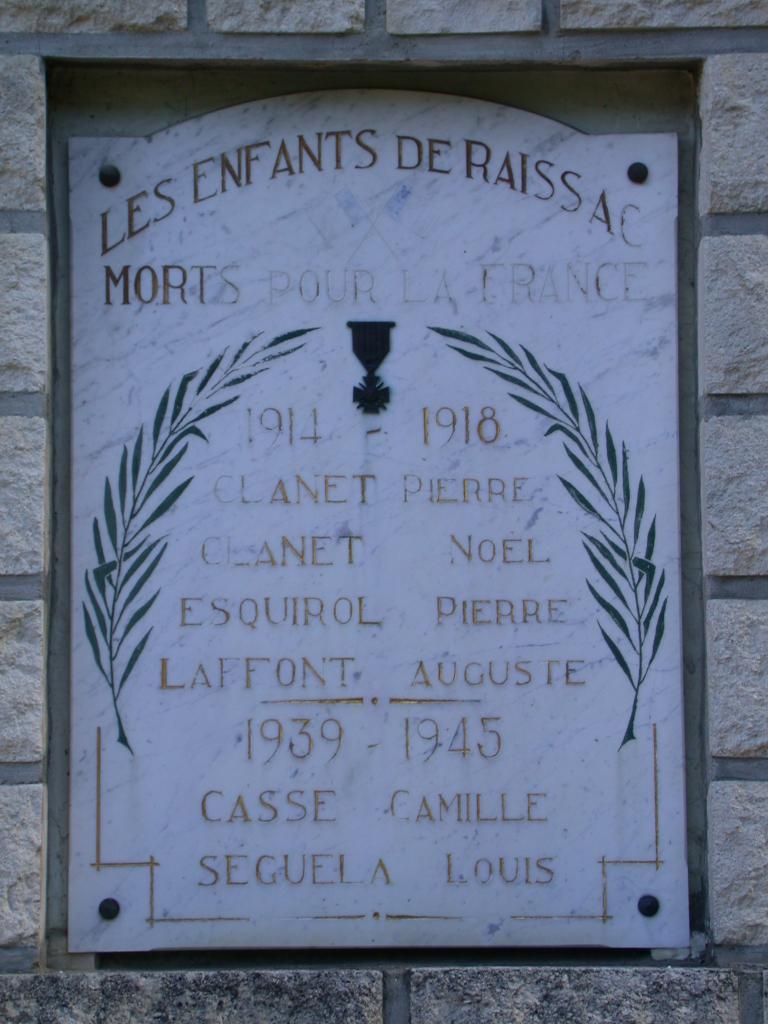 LES ENFANTS DE RAISSAC
MORTS POUR LA FRANCE
1914 - 1918
CLANET PIERRE
CLANET NOËL
ESQUIROL PIERRE
LAFFONT AUGUSTE
1939 - 1945
CASSE CAMILLE
SEGUELA LOUIS